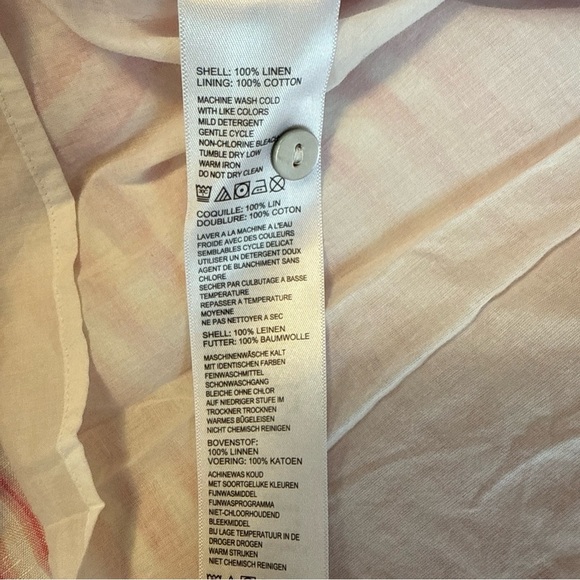 SHELL: 100% LINEN
LINING: 100% COTTON
MACHINE WASH COLD
WITH LIKE COLORS
MILD DETERGENT
GENTLE CYCLE
NON-CHLORINE BLEAC
TUMBLE DRY LOW
WARM IRON
DO NOT DRY CLEAN
COQUILLE: 100% LIN
DOUBLURE: 100% COTON
LAVER A LA MACHINE A L'EAU
FROIDE AVEC DES COULEURS
SEMBLABLES CYCLE DELICAT
UTILISER UN DETERGENT DOUX
AGENT DE BLANCHIMENT SANS
CHLORE
SECHER PAR CULBUTAGE A BASSE
TEMPERATURE
REPASSER A TEMPERATURE
MOYENNE
NE PAS NETTOYER A SEC
SHELL: 100% LEINEN
FUTTER: 100% BAUMWOLLE
MASCHINENWÄSCHE KALT
MIT IDENTISCHEN FARBEN
FEINWASCHMITTEL
SCHONWASCHGANG
BLEICHE OHNE CHLOR
AUF NIEDRIGER STUFE IM
TROCKNER TROCKNEN
WARMES BÜGELEISEN
NICHT CHEMISCH REINIGEN
BOVENSTOF:
100% LINNEN
VOERING: 100% KATOEN
ACHINEWAS KOUD
MET SOORTGELIJKE KLEUREN
FIJNWASMIDDEL
FIJNWASPROGRAMMA
NIET-CHLOORHOUDEND
BLEEKMIDDEL
BIJ LAGE TEMPERATUUR IN DE
DROGER DROGEN
WARM STRIJKEN
NIET CHEMISCH REINIGEN